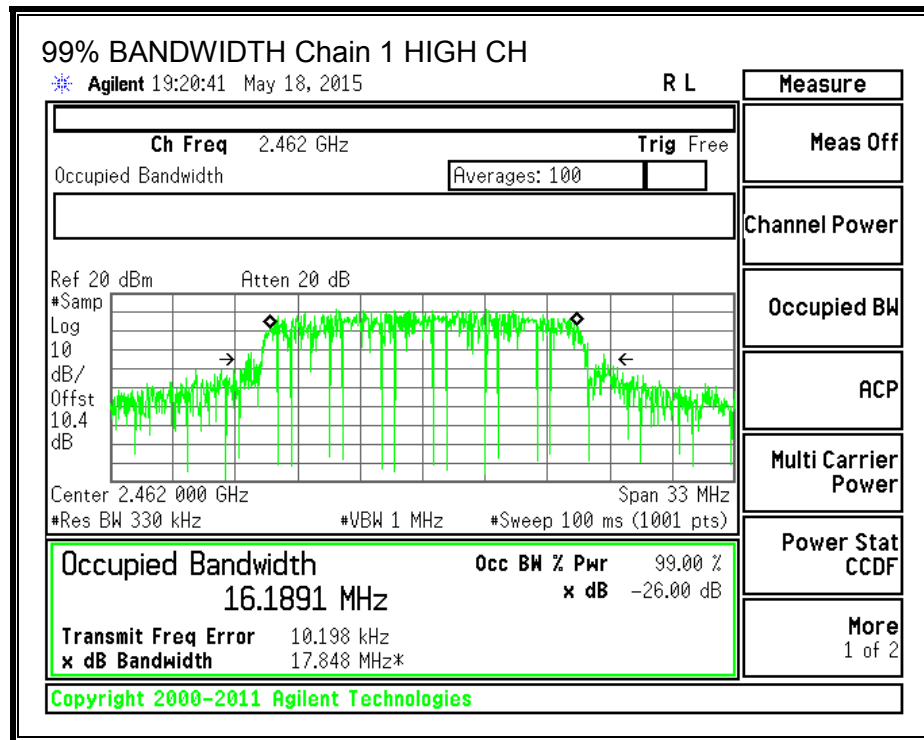 99% BANDWIDTH Chain 1 HIGH CH
Agilent 19:20:41 May 18, 2015 R L
Measure
Ch Freq 2.462 GHz Trig Free
Occupied Bandwidth Averages: 100
Meas Off
Channel Power
Occupied BW
ACP
Multi Carrier
Power
Power Stat
CCDF
More
1 of 2
Ref 20 dBm Atten 20 dB
#Samp
Log
10
dB/
Offst
10.4
dB
Center 2.462 000 GHz Span 33 MHz
#Res BW 330 kHz #VBW 1 MHz #Sweep 100 ms (1001 pts)
Occupied Bandwidth Occ BW % Pwr 99.00 %
16.1891 MHz x dB -26.00 dB
Transmit Freq Error 10.198 kHz
x dB Bandwidth 17.848 MHz*
Copyright 2000-2011 Agilent Technologies